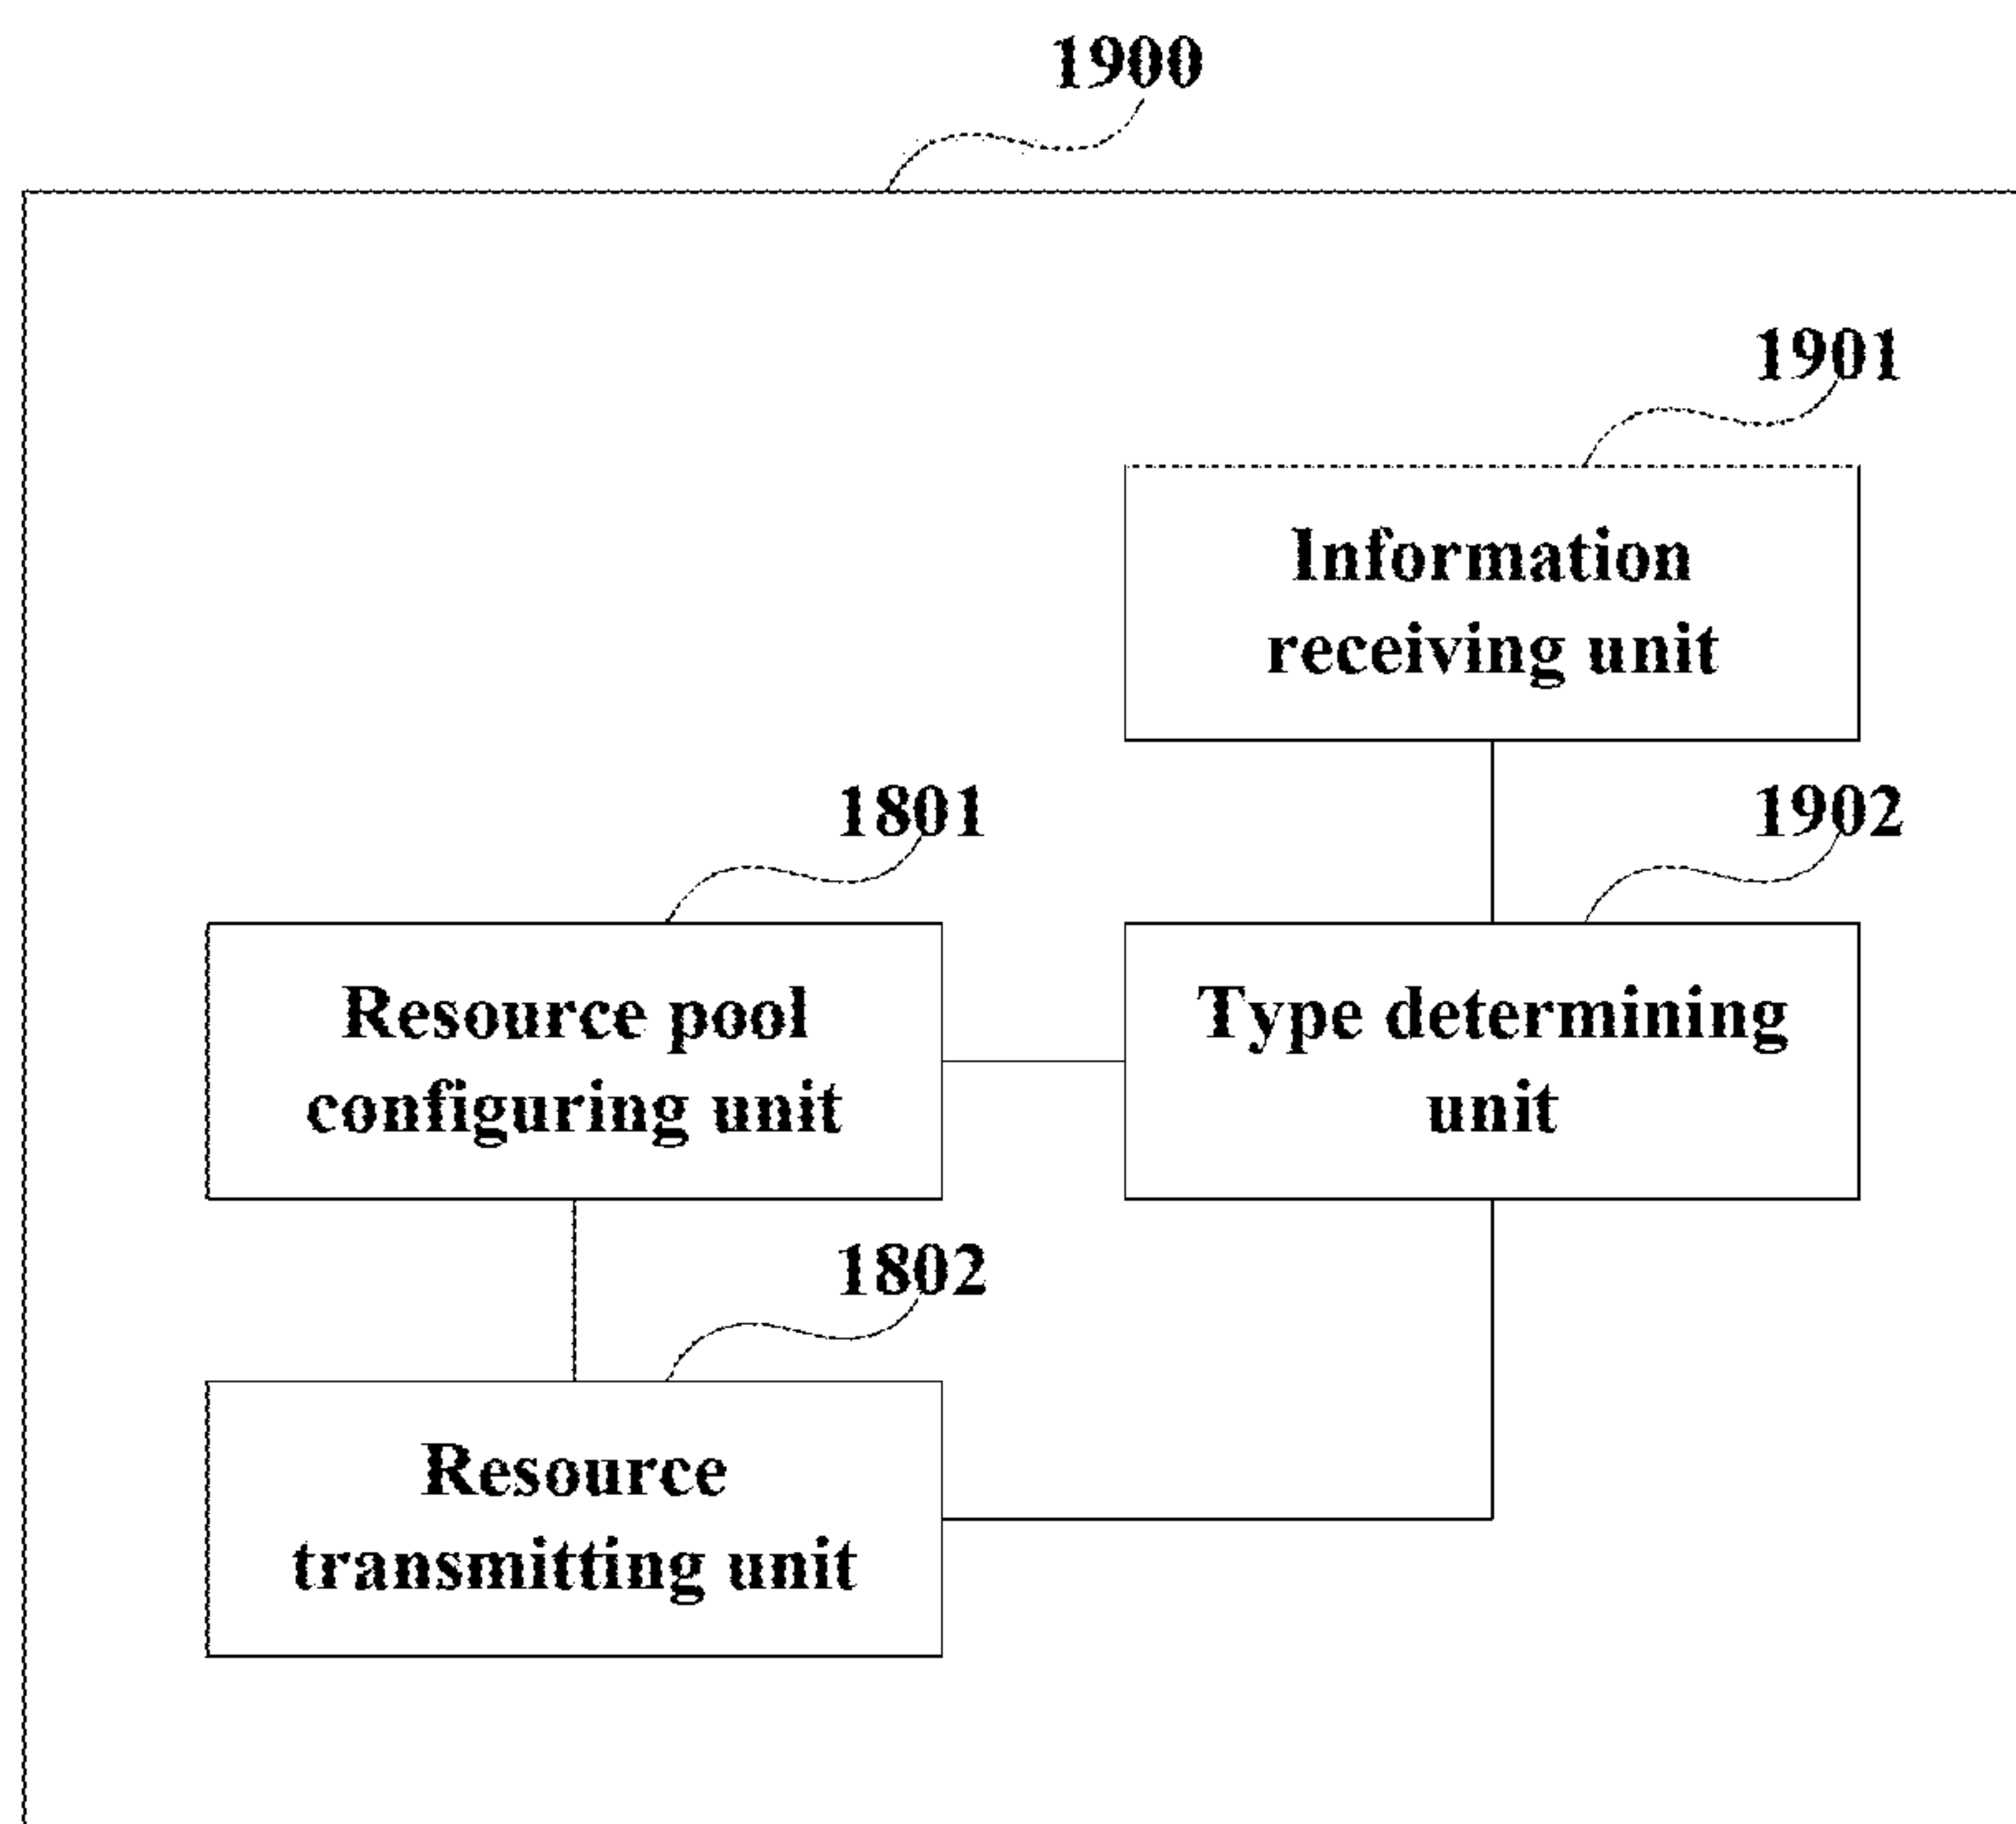 1900
1901
Information
receiving unit
1801
1902
Resource pool
configuring unit
Type determining
unit
1802
Resource
transmitting unit